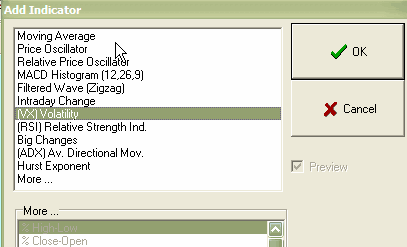 Add Indicator
Moving Average
Price Oscillator
Relative Price Oscillator
MACD Histogram (12,26,9)
Filtered Wave (Zigzag)
Intraday Change
(VX) Volatility
(RSI) Relative Strength Ind.
Big Changes
(ADX) Av. Directional Mov.
Hurst Exponent
More ...
OK
Cancel
Preview
More ...
% High-Low
% Close-Open